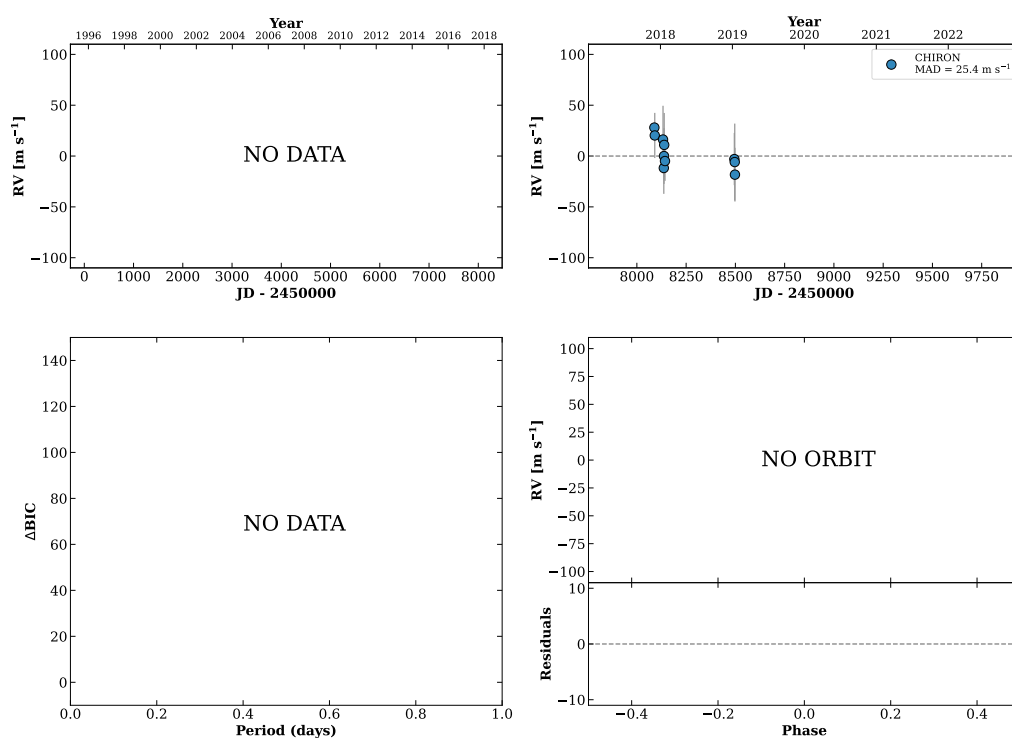 Year
1996 1998 2000 2002 2004 2006 2008 2010 2012 2014 2016 2018
100
50
0
−50
−100
RV [m s−1]
NO DATA
0 1000 2000 3000 4000 5000 6000 7000 8000
JD - 2450000
Year
2018 2019 2020 2021 2022
CHIRON
MAD = 25.4 m s−1
100
50
0
−50
−100
RV [m s−1]
8000 8250 8500 8750 9000 9250 9500 9750
JD - 2450000
140
120
100
80
60
40
20
0
ΔBIC
NO DATA
0.0 0.2 0.4 0.6 0.8 1.0
Period (days)
100
75
50
25
0
−25
−50
−75
−100
RV [m s−1]
NO ORBIT
10
0
−10
Residuals
−0.4 −0.2 0.0 0.2 0.4
Phase